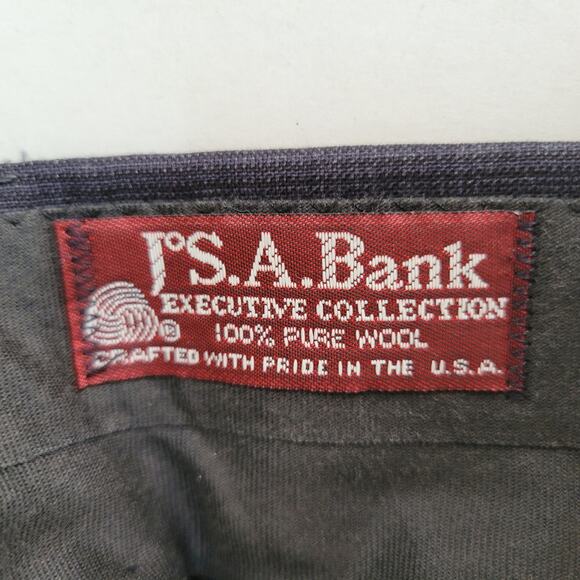 JoS.A.Bank
EXECUTIVE COLLECTION
®
100% PURE WOOL
CRAFTED WITH PRIDE IN THE U.S.A.